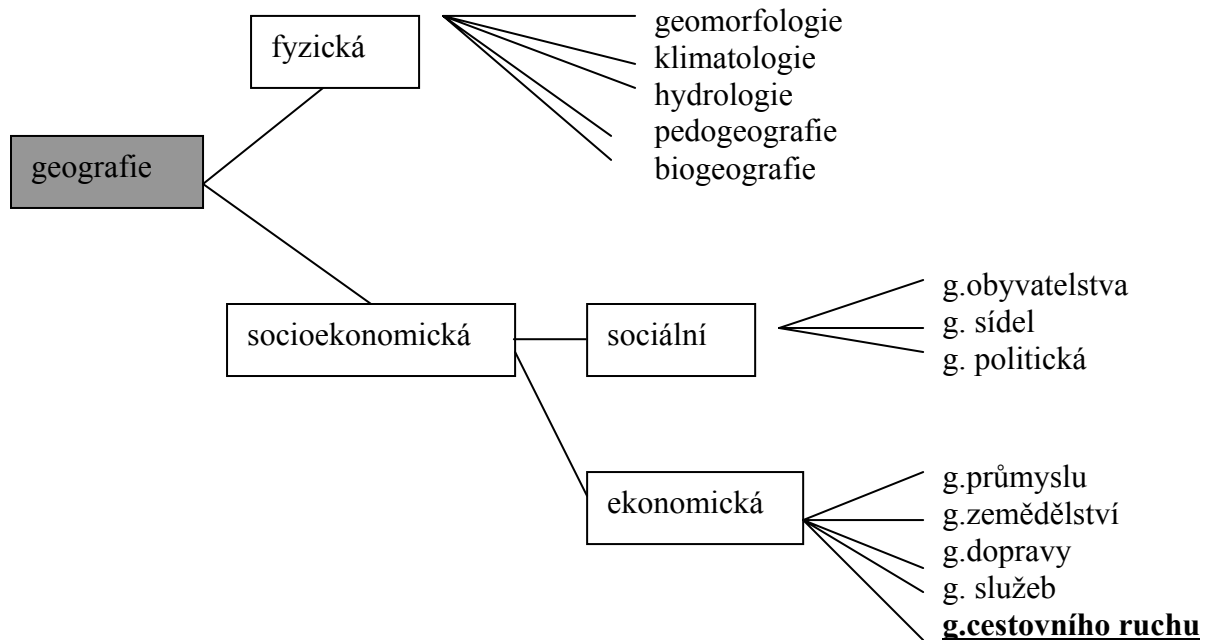 fyzická
geomorfologie
klimatologie
hydrologie
pedogeografie
biogeografie
geografie
socioekonomická
sociální
g.obyvatelstva
g. sídel
g. politická
ekonomická
g.průmyslu
g.zemědělství
g.dopravy
g. služeb
g.cestovního ruchu